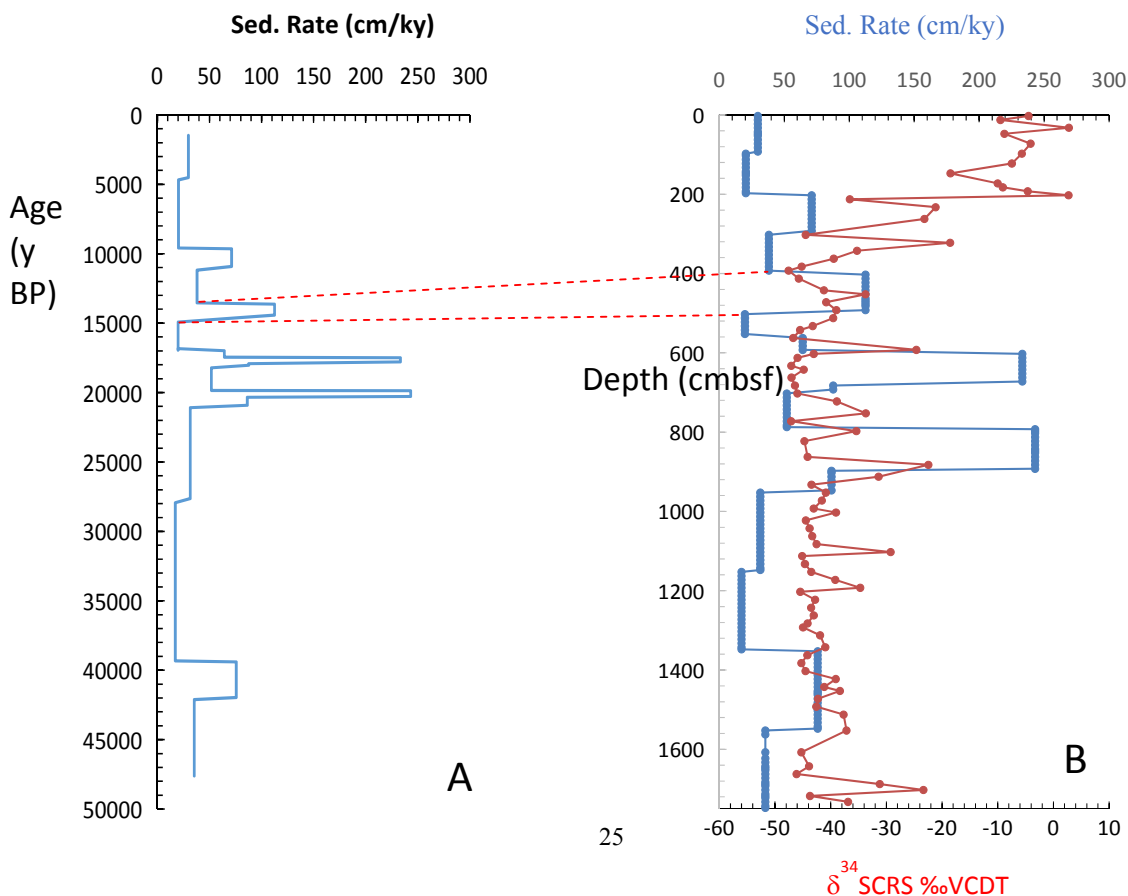 Sed. Rate (cm/ky)
0 50 100 150 200 250 300
Age
(y
BP)
0
5000
10000
15000
20000
25000
30000
35000
40000
45000
50000
A
25
Sed. Rate (cm/ky)
0 50 100 150 200 250 300
Depth (cmbsf)
0
200
400
600
800
1000
1200
1400
1600
B
-60 -50 -40 -30 -20 -10 0 10
δ34SCRS ‰VCDT